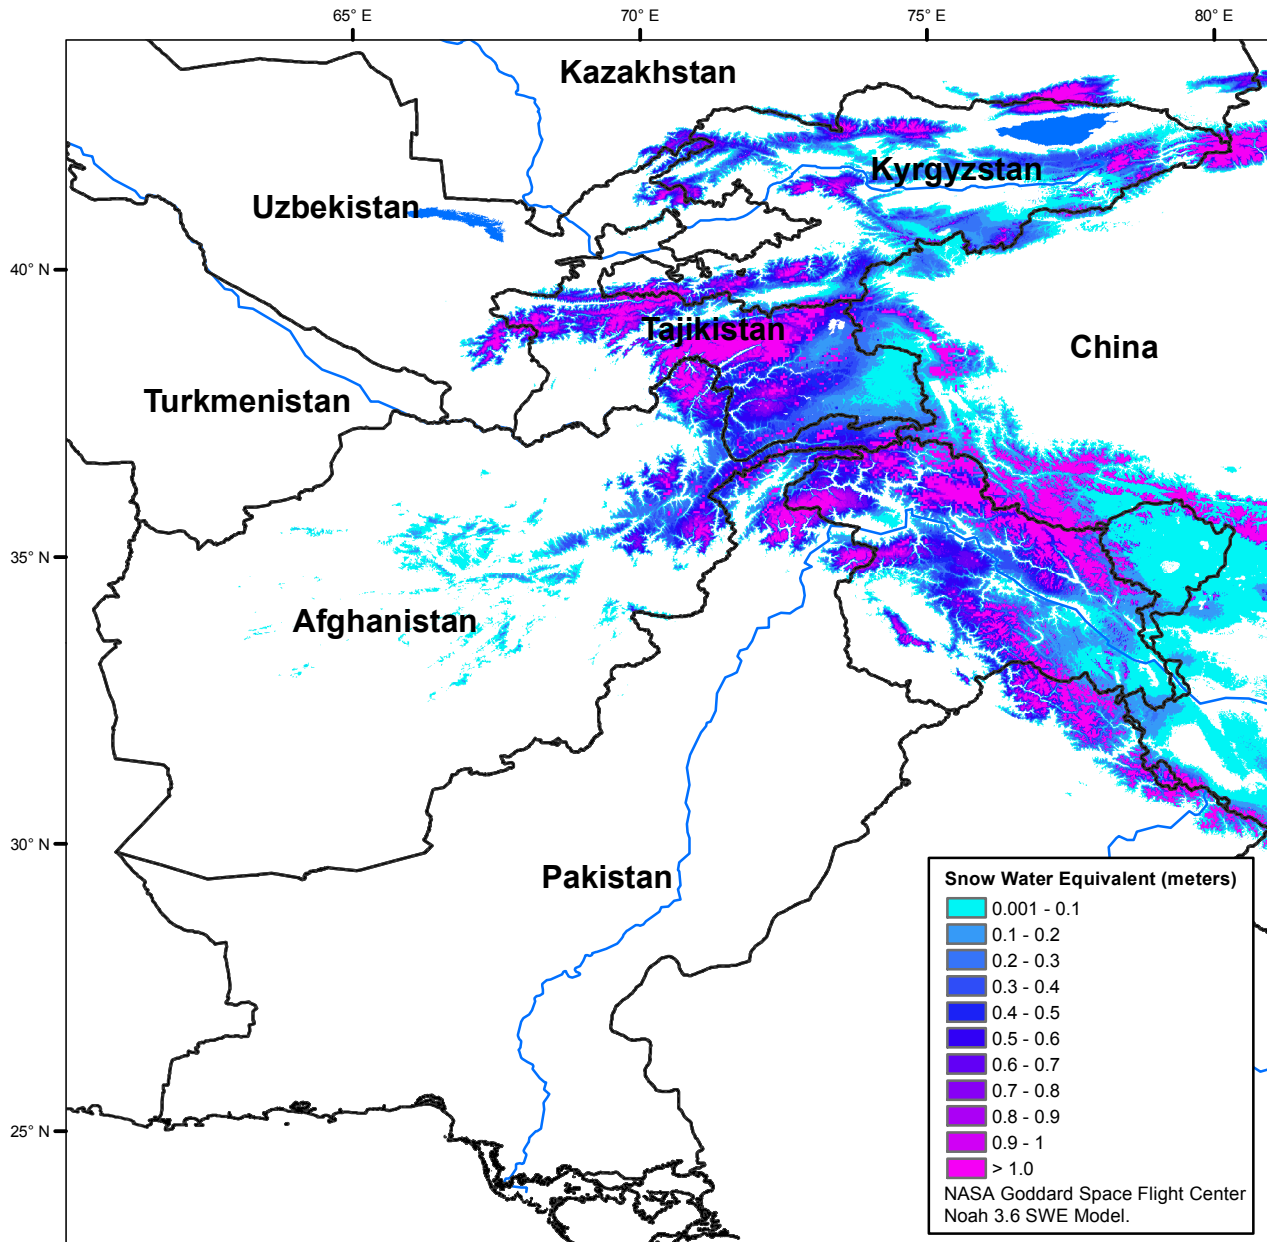 65° E
70° E
75° E
80° E
Kazakhstan
Kyrgyzstan
Uzbekistan
40° N
Tajikistan
China
Turkmenistan
35° N
Afghanistan
30° N
Pakistan
25° N
Snow Water Equivalent (meters)
0.001 - 0.1
0.1 - 0.2
0.2 - 0.3
0.3 - 0.4
0.4 - 0.5
0.5 - 0.6
0.6 - 0.7
0.7 - 0.8
0.8 - 0.9
0.9 - 1
> 1.0
NASA Goddard Space Flight Center
Noah 3.6 SWE Model.